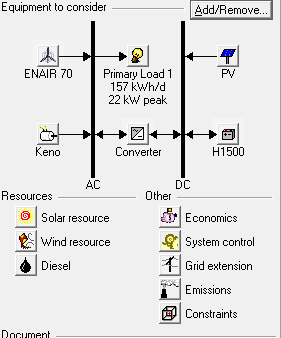 Equipment to consider
Add/Remove...
ENAIR 70
Primary Load 1
157 kWh/d
22 kW peak
PV
Keno
Converter
H1500
AC
DC
Resources
Other
Solar resource
Economics
Wind resource
System control
Diesel
Grid extension
Emissions
Constraints
Document